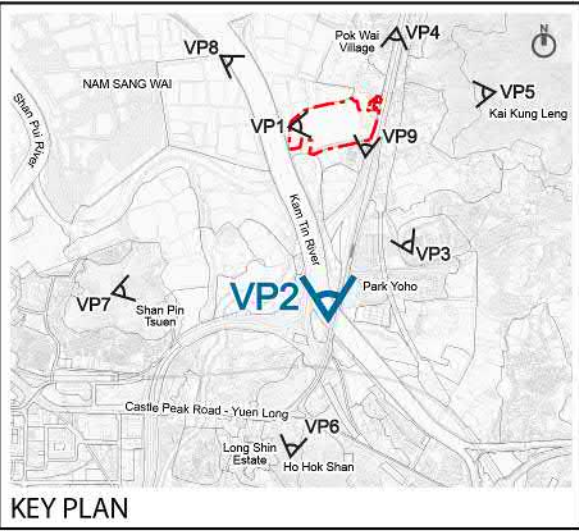 N
Pok Wai
Village
VP4
VP8
NAM SANG WAI
VP5
Kai Kung Leng
Shan Pui River
VP1
VP9
Kam Tin River
VP3
VP2
Park Yoho
VP7
Shan Pin
Tsuen
Castle Peak Road - Yuen Long
VP6
Long Shin
Estate
Ho Hok Shan
KEY PLAN